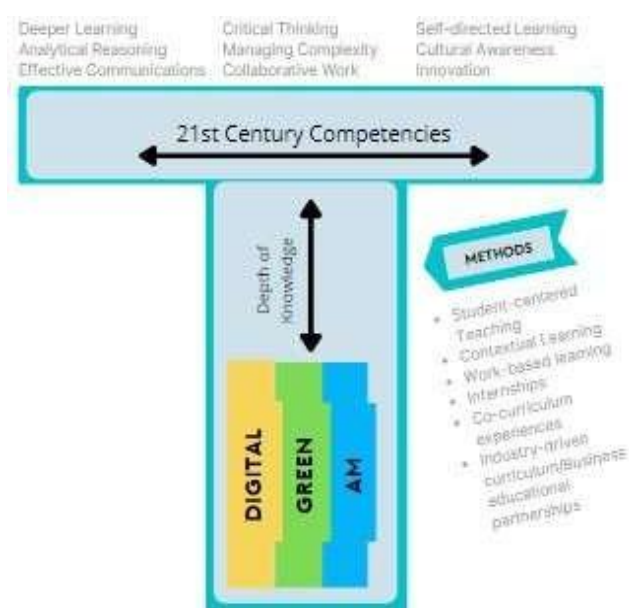 Deeper Learning
Analytical Reasoning
Effective Communications
Critical Thinking
Managing Complexity
Collaborative Work
Self-directed Learning
Cultural Awareness
Innovation
21st Century Competencies
Depth of
Knowledge
DIGITAL
GREEN
AM
METHODS
• Student-centered
Teaching
• Contextual Learning
• Work-based learning
• Internships
• Co-curriculum
experiences
• Industry-driven
curriculum/Business
educational
partnerships